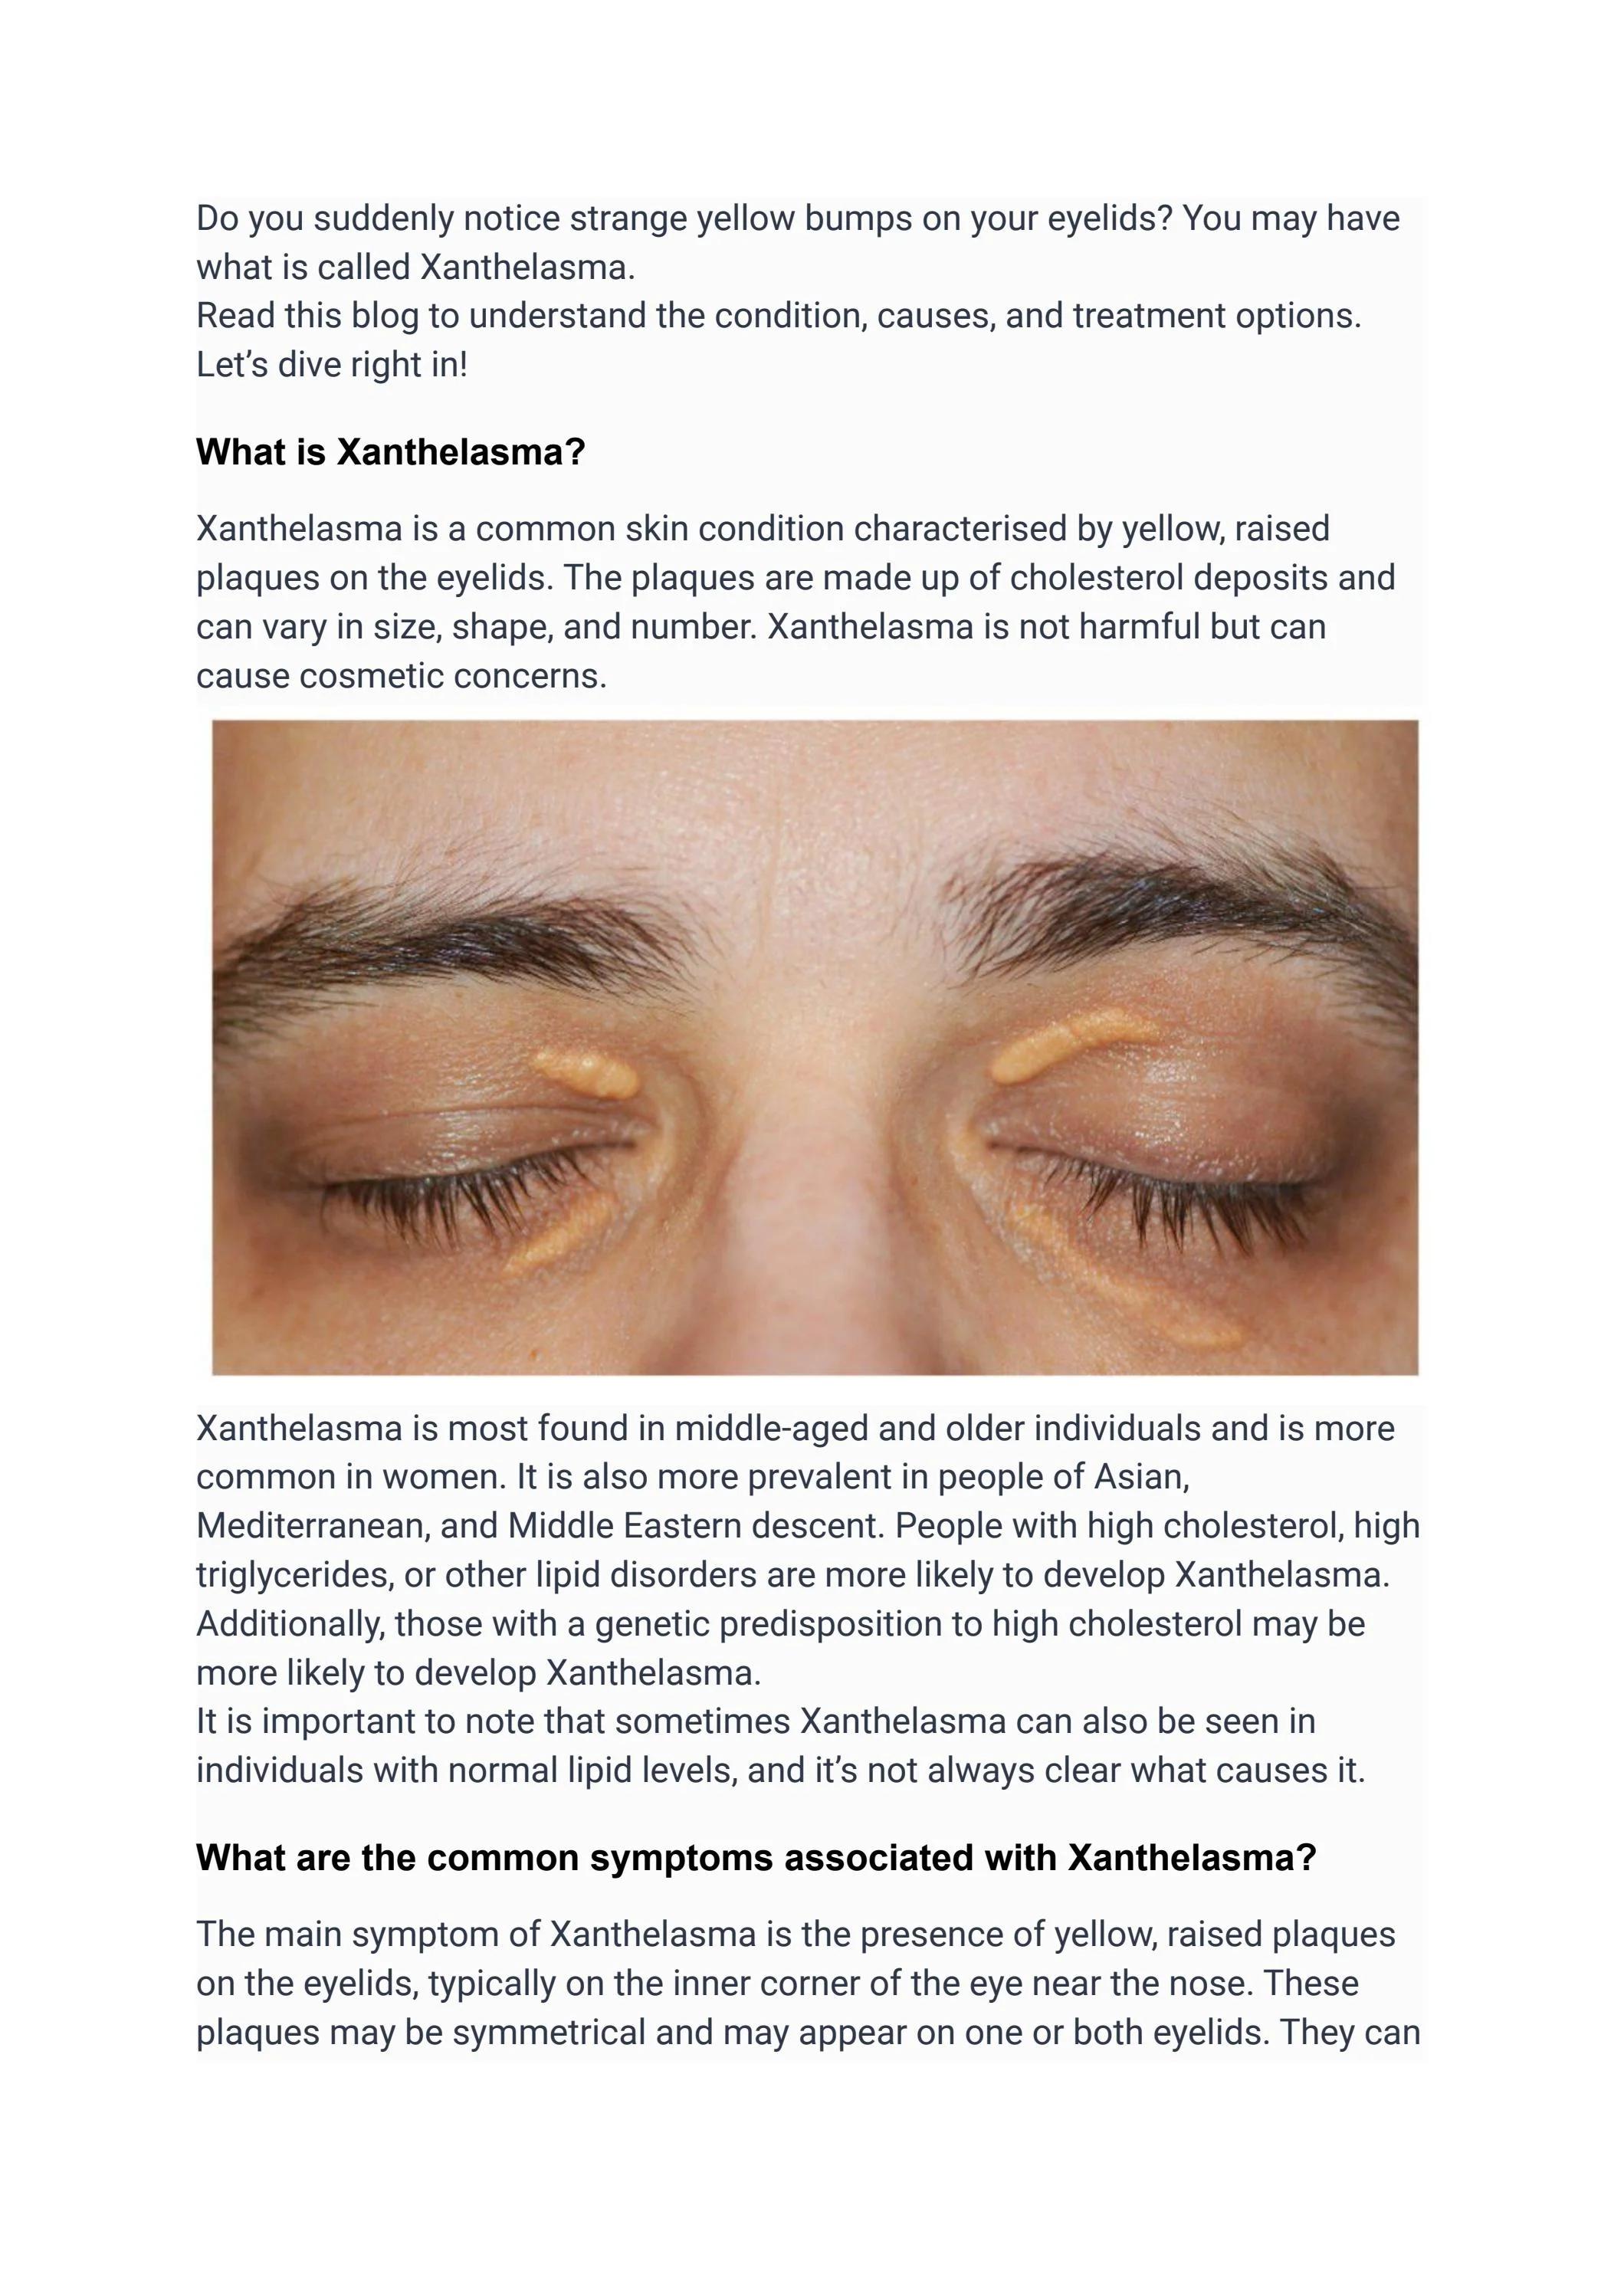 Do you suddenly notice strange yellow bumps on your eyelids? You may have
what is called Xanthelasma.
Read this blog to understand the condition, causes, and treatment options.
Let’s dive right in!
What is Xanthelasma?
Xanthelasma is a common skin condition characterised by yellow, raised
plaques on the eyelids. The plaques are made up of cholesterol deposits and
can vary in size, shape, and number. Xanthelasma is not harmful but can
cause cosmetic concerns.
Xanthelasma is most found in middle-aged and older individuals and is more
common in women. It is also more prevalent in people of Asian,
Mediterranean, and Middle Eastern descent. People with high cholesterol, high
triglycerides, or other lipid disorders are more likely to develop Xanthelasma.
Additionally, those with a genetic predisposition to high cholesterol may be
more likely to develop Xanthelasma.
It is important to note that sometimes Xanthelasma can also be seen in
individuals with normal lipid levels, and it’s not always clear what causes it.
What are the common symptoms associated with Xanthelasma?
The main symptom of Xanthelasma is the presence of yellow, raised plaques
on the eyelids, typically on the inner corner of the eye near the nose. These
plaques may be symmetrical and may appear on one or both eyelids. They can